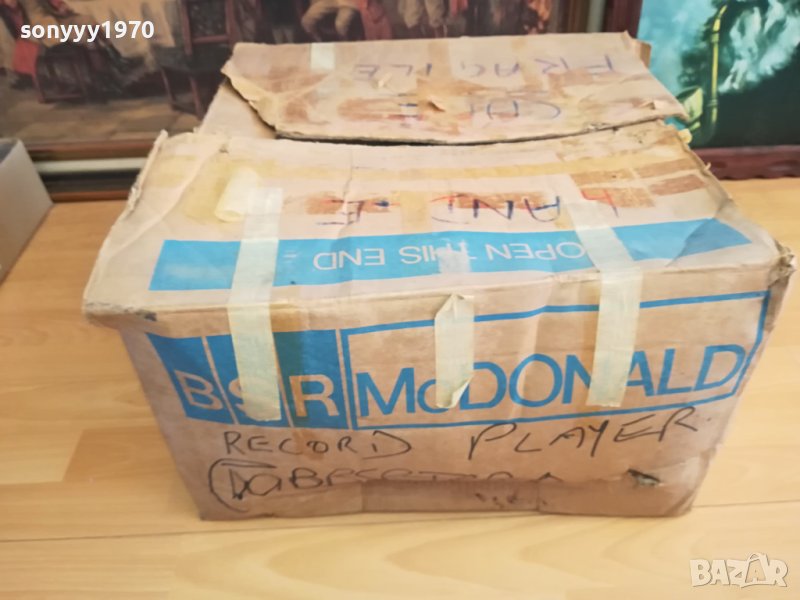 sonyyy1970
FRAGILE
HANDLE
OPEN THIS END
BSR McDONALD
RECORD PLAYER
BAZAR